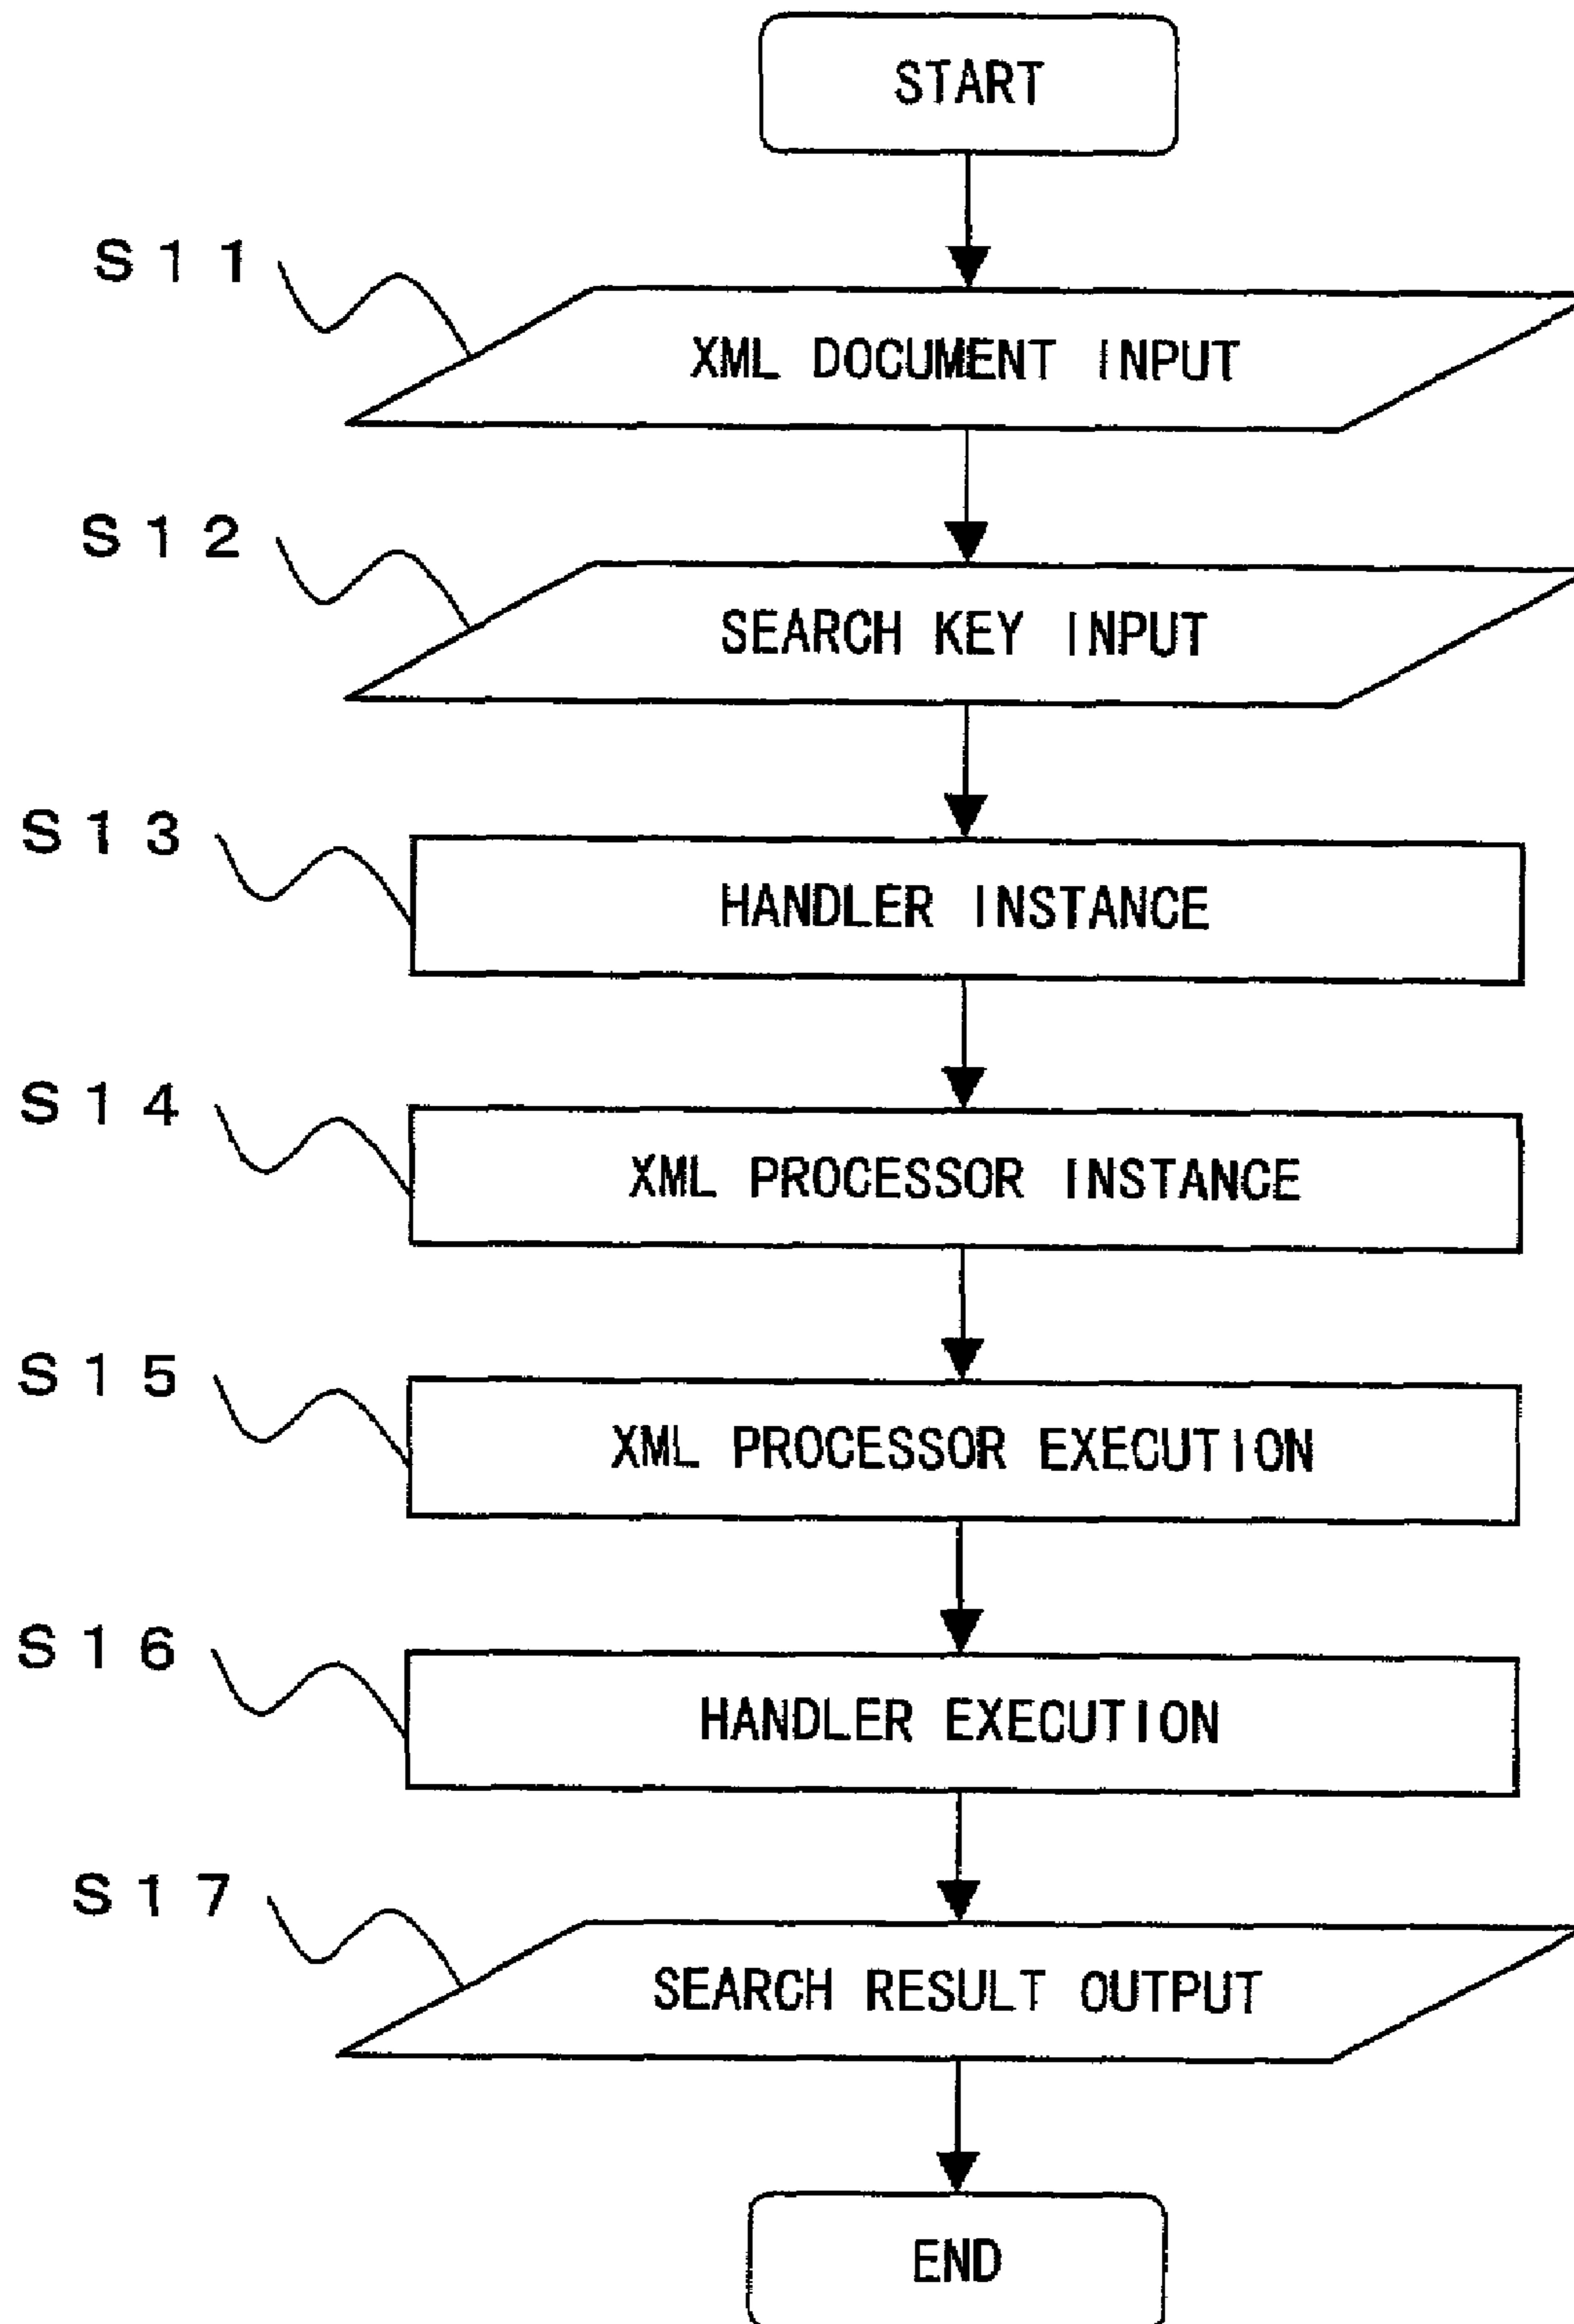 START
S11
XML DOCUMENT INPUT
S12
SEARCH KEY INPUT
S13
HANDLER INSTANCE
S14
XML PROCESSOR INSTANCE
S15
XML PROCESSOR EXECUTION
S16
HANDLER EXECUTION
S17
SEARCH RESULT OUTPUT
END